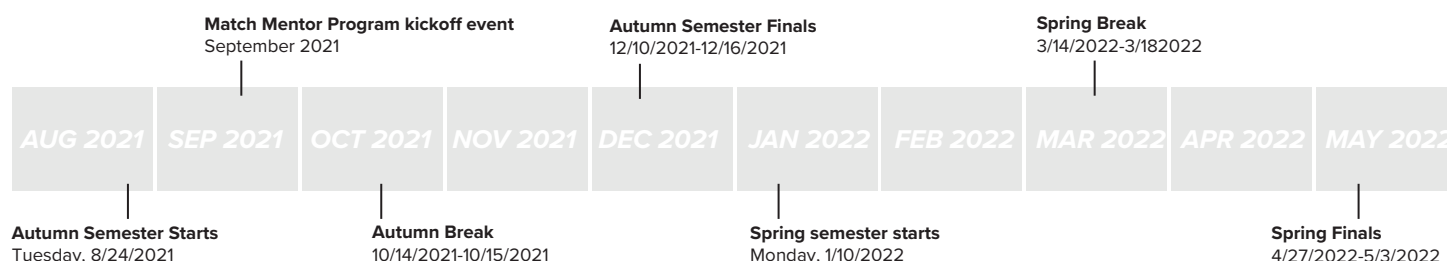 Match Mentor Program kickoff event
September 2021
Autumn Semester Finals
12/10/2021-12/16/2021
Spring Break
3/14/2022-3/182022
AUG 2021 SEP 2021 OCT 2021 NOV 2021 DEC 2021 JAN 2022 FEB 2022 MAR 2022 APR 2022 MAY 2022
Autumn Semester Starts
Tuesday, 8/24/2021
Autumn Break
10/14/2021-10/15/2021
Spring semester starts
Monday, 1/10/2022
Spring Finals
4/27/2022-5/3/2022